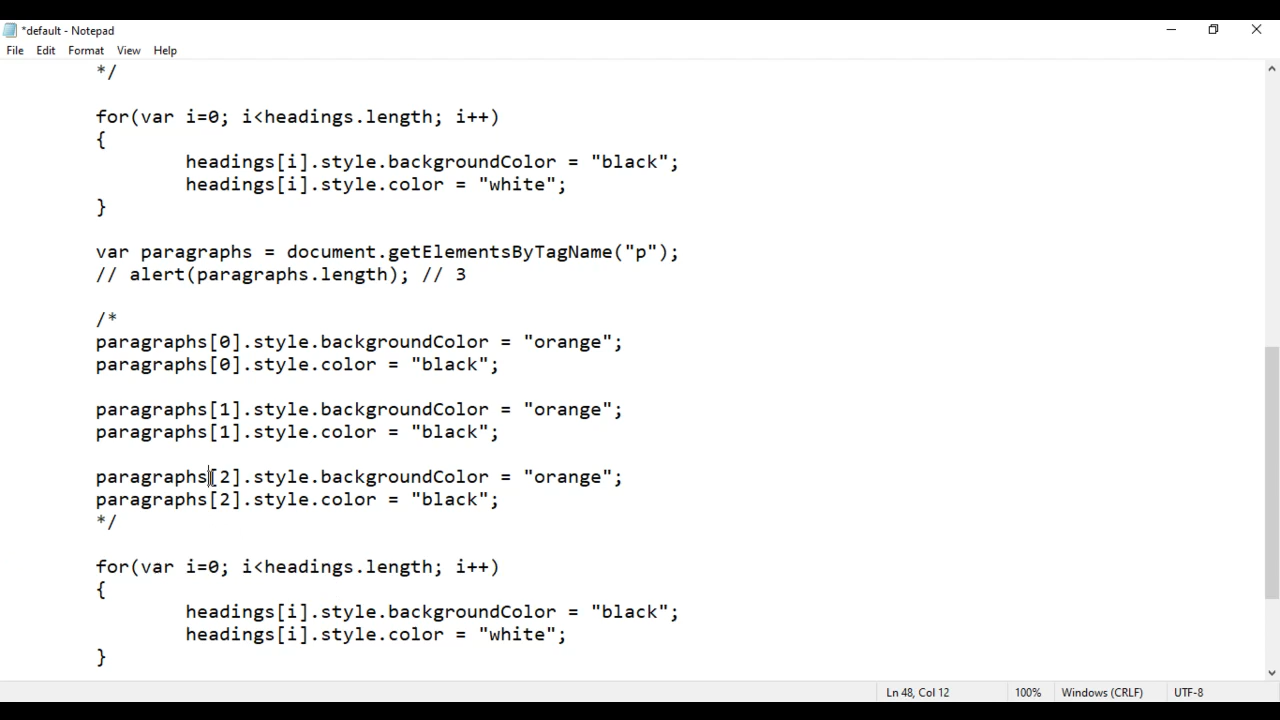 *default - Notepad
File Edit Format View Help
*/
for(var i=0; i<headings.length; i++)
{
headings[i].style.backgroundColor = "black";
headings[i].style.color = "white";
}
var paragraphs = document.getElementsByTagName("p");
// alert(paragraphs.length); // 3
/*
paragraphs[0].style.backgroundColor = "orange";
paragraphs[0].style.color = "black";
paragraphs[1].style.backgroundColor = "orange";
paragraphs[1].style.color = "black";
paragraphs[2].style.backgroundColor = "orange";
paragraphs[2].style.color = "black";
*/
for(var i=0; i<headings.length; i++)
{
headings[i].style.backgroundColor = "black";
headings[i].style.color = "white";
}
Ln 48, Col 12 100% Windows (CRLF) UTF-8